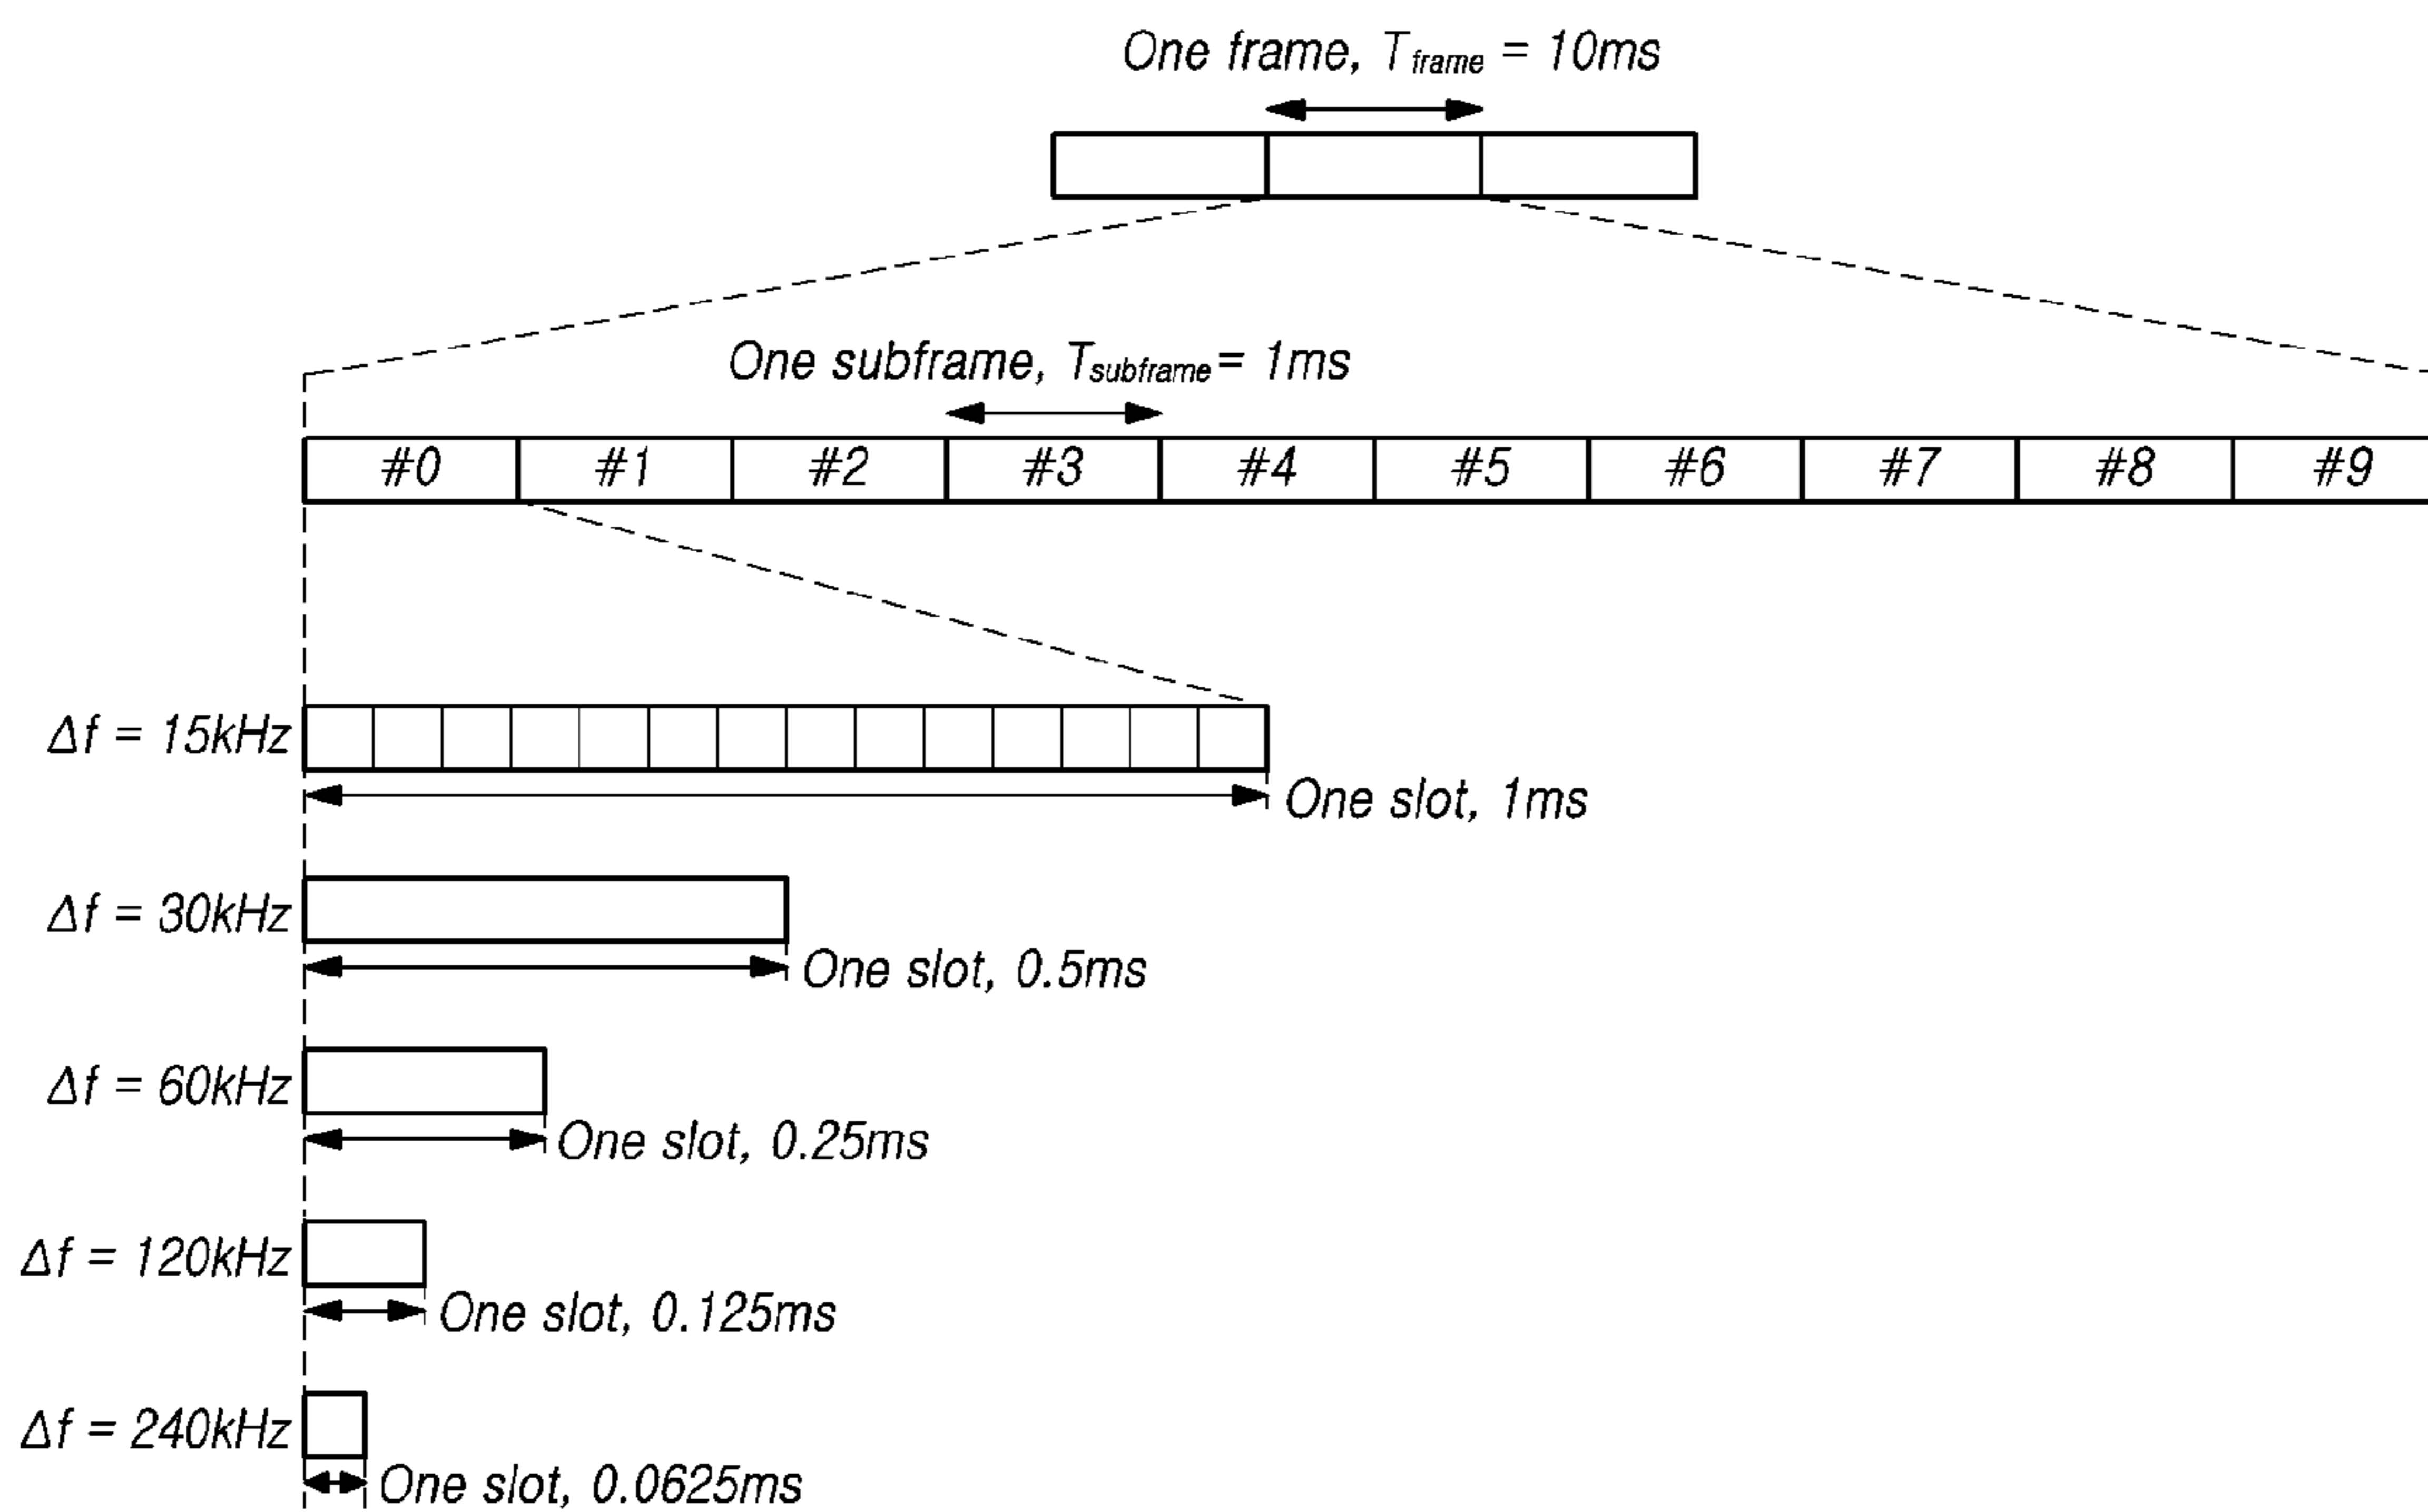 One frame, Tframe = 10ms
One subframe, Tsubframe = 1ms
#0 #1 #2 #3 #4 #5 #6 #7 #8 #9
Δf = 15kHz
One slot, 1ms
Δf = 30kHz
One slot, 0.5ms
Δf = 60kHz
One slot, 0.25ms
Δf = 120kHz
One slot, 0.125ms
Δf = 240kHz
One slot, 0.0625ms